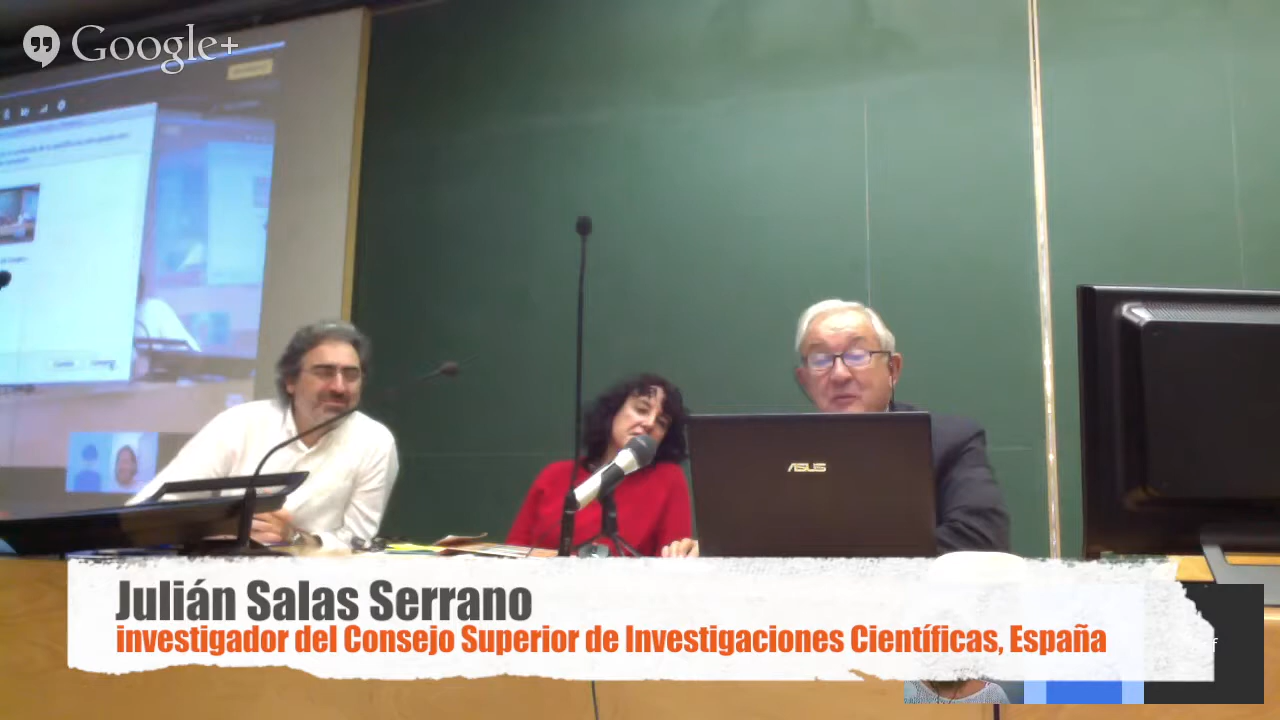 Google+
ASUS
Julián Salas Serrano
investigador del Consejo Superior de Investigaciones Científicas, España